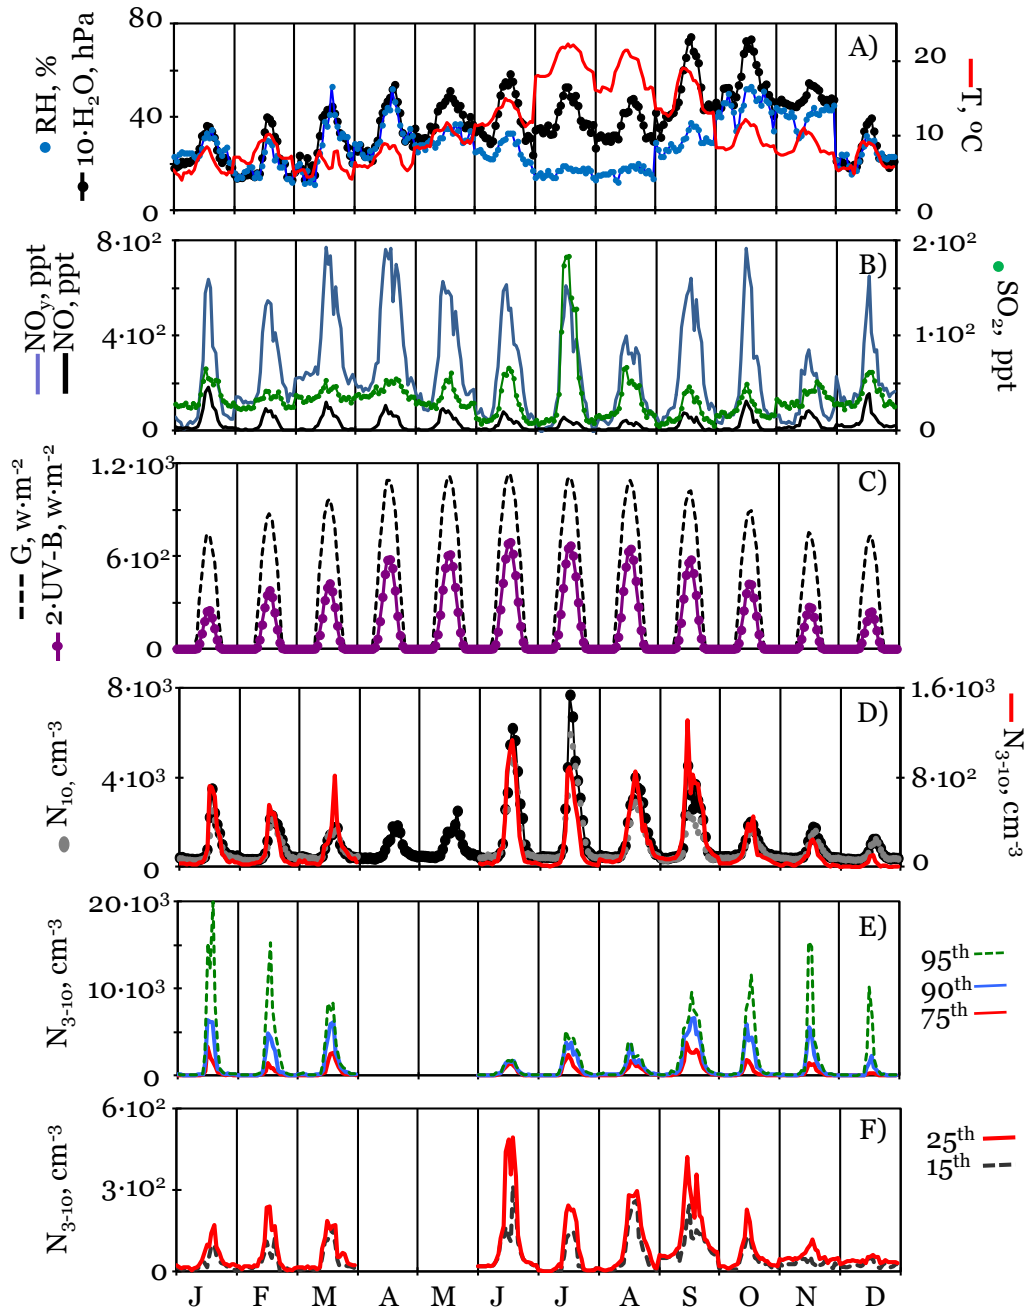 80
40
0
● RH, %
10·H₂O, hPa
A)
20
10
0
T, ºC
8·10²
4·10²
0
NOy, ppt
NO, ppt
B)
2·10²
1·10²
0
SO₂, ppt
1.2·10³
6·10²
0
G, w·m⁻²
2·UV-B, w·m⁻²
C)
8·10³
4·10³
0
N₁₀, cm⁻³
D)
1.6·10³
8·10²
0
N₃₋₁₀, cm⁻³
20·10³
10·10³
0
N₃₋₁₀, cm⁻³
E)
95th
90th
75th
6·10²
3·10²
0
N₃₋₁₀, cm⁻³
F)
25th
15th
J F M A M J J A S O N D